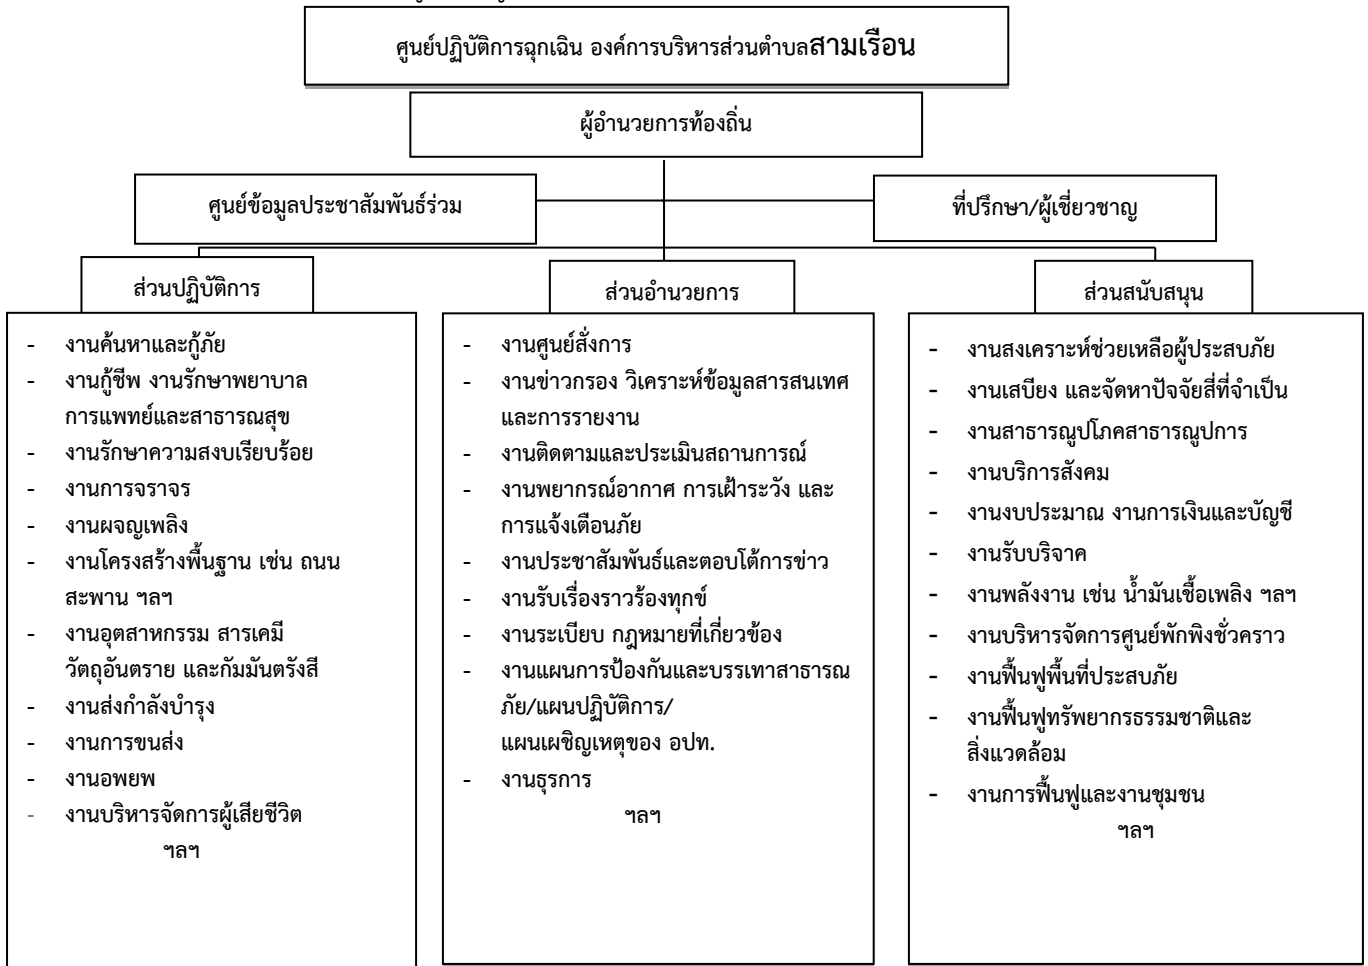 ศูนย์ปฏิบัติการฉุกเฉิน องค์การบริหารส่วนตำบลสามเรือน
ผู้อำนวยการท้องถิ่น
ศูนย์ข้อมูลประชาสัมพันธ์ร่วม
ที่ปรึกษา/ผู้เชี่ยวชาญ
ส่วนปฏิบัติการ
- งานค้นหาและกู้ภัย
- งานกู้ชีพ งานรักษาพยาบาล
การแพทย์และสาธารณสุข
- งานรักษาความสงบเรียบร้อย
- งานการจราจร
- งานผจญเพลิง
- งานโครงสร้างพื้นฐาน เช่น ถนน
สะพาน ฯลฯ
- งานอุตสาหกรรม สารเคมี
วัตถุอันตราย และกัมมันตรังสี
- งานส่งกำลังบำรุง
- งานการขนส่ง
- งานอพยพ
- งานบริหารจัดการผู้เสียชีวิต
ฯลฯ
ส่วนอำนวยการ
- งานศูนย์สั่งการ
- งานข่าวกรอง วิเคราะห์ข้อมูลสารสนเทศ
และการรายงาน
- งานติดตามและประเมินสถานการณ์
- งานพยากรณ์อากาศ การเฝ้าระวัง และ
การแจ้งเตือนภัย
- งานประชาสัมพันธ์และตอบโต้การข่าว
- งานรับเรื่องราวร้องทุกข์
- งานระเบียบ กฎหมายที่เกี่ยวข้อง
- งานแผนการป้องกันและบรรเทาสาธารณ
ภัย/แผนปฏิบัติการ/
แผนเผชิญเหตุของ อปท.
- งานธุรการ
ฯลฯ
ส่วนสนับสนุน
- งานสงเคราะห์ช่วยเหลือผู้ประสบภัย
- งานเสบียง และจัดหาปัจจัยสี่ที่จำเป็น
- งานสาธารณูปโภคสาธารณูปการ
- งานบริการสังคม
- งานงบประมาณ งานการเงินและบัญชี
- งานรับบริจาค
- งานพลังงาน เช่น น้ำมันเชื้อเพลิง ฯลฯ
- งานบริหารจัดการศูนย์พักพิงชั่วคราว
- งานฟื้นฟูพื้นที่ประสบภัย
- งานฟื้นฟูทรัพยากรธรรมชาติและ
สิ่งแวดล้อม
- งานการฟื้นฟูและงานชุมชน
ฯลฯ